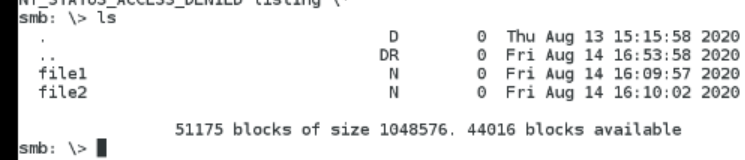 NT_STATUS_ACCESS_DENIED listing \*
smb: \> ls
. D 0 Thu Aug 13 15:15:58 2020
.. DR 0 Fri Aug 14 16:53:58 2020
file1 N 0 Fri Aug 14 16:09:57 2020
file2 N 0 Fri Aug 14 16:10:02 2020
51175 blocks of size 1048576. 44016 blocks available
smb: \>